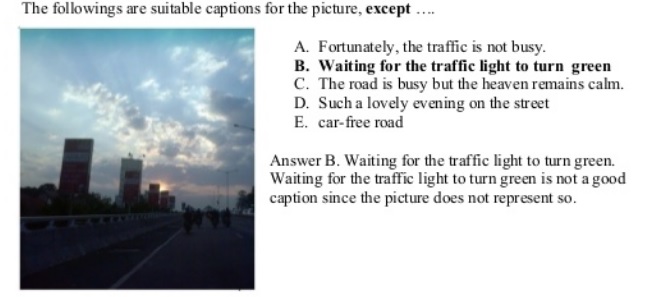 The followings are suitable captions for the picture, except ....
A. Fortunately, the traffic is not busy.
B. Waiting for the traffic light to turn green
C. The road is busy but the heaven remains calm.
D. Such a lovely evening on the street
E. car-free road
Answer B. Waiting for the traffic light to turn green.
Waiting for the traffic light to turn green is not a good
caption since the picture does not represent so.